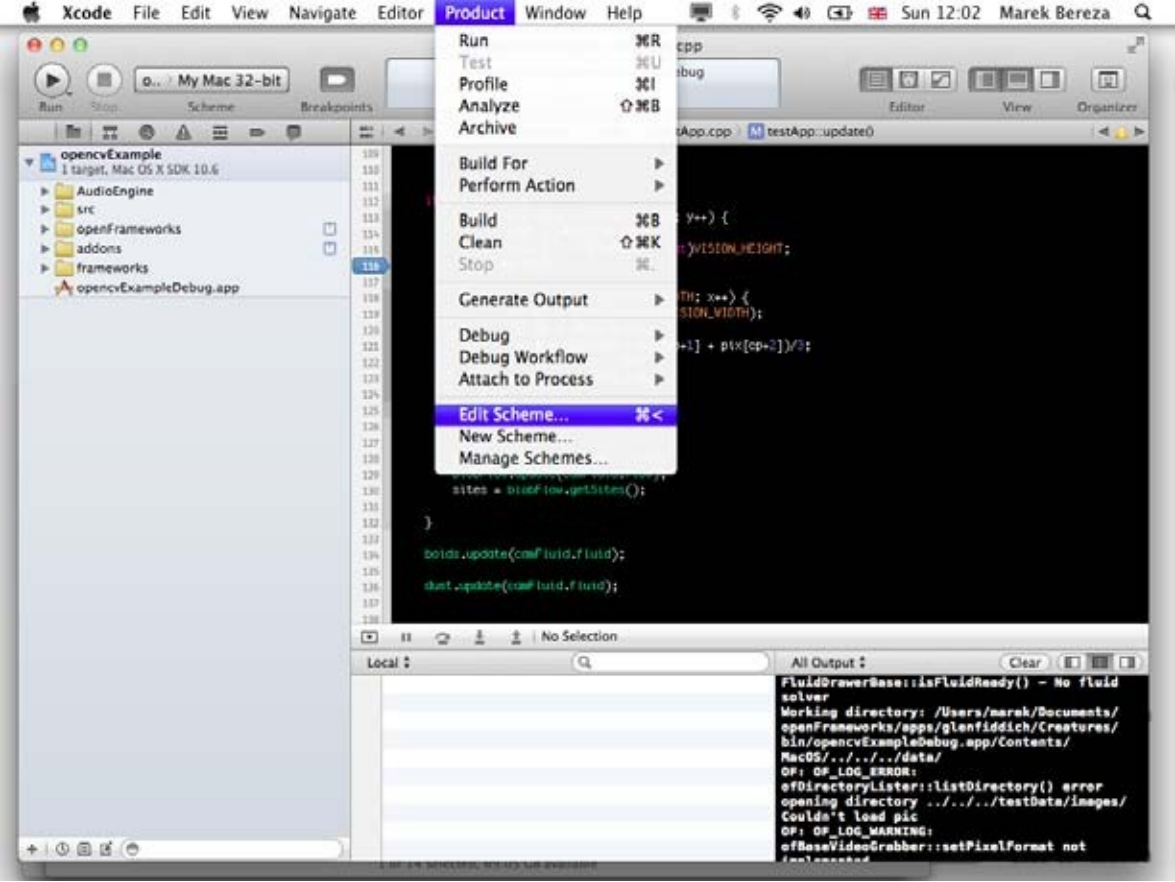 Xcode File Edit View Navigate Editor Product Window Help Sun 12:02 Marek Bereza
cpp
o.. My Mac 32-bit
bug
Run Stop Scheme Breakpoints Editor View Organizer
tApp.cpp testApp::update()
opencvExample
1 target, Mac OS X SDK 10.6
AudioEngine
src
openFrameworks
addons
frameworks
opencvExampleDebug.app
Run ⌘R
Test ⌘U
Profile ⌘I
Analyze ⇧⌘B
Archive
Build For
Perform Action
Build ⌘B
Clean ⇧⌘K
Stop ⌘.
Generate Output
Debug
Debug Workflow
Attach to Process
Edit Scheme... ⌘<
New Scheme...
Manage Schemes...
109
110
111
112
113 y++) {
114
115 )VISION_HEIGHT;
116
117
118 TH; x++) {
119 SION_WIDTH);
120
121 +1] + pix[cp+2])/3;
122
123
124
125
126
127
128
129
130 sites = blobFlow.getSites();
131
132 }
133
134 boids.update(camFluid.fluid);
135
136 dust.update(camFluid.fluid);
137
138
No Selection
Local
All Output Clear
FluidDrawerBase::isFluidReady() - No fluid
solver
Working directory: /Users/marek/Documents/
openFrameworks/apps/glenfiddich/Creatures/
bin/opencvExampleDebug.app/Contents/
MacOS/../../../data/
OF: OF_LOG_ERROR:
ofDirectoryLister::listDirectory() error
opening directory ../../../testData/images/
Couldn't load pic
OF: OF_LOG_WARNING:
ofBaseVideoGrabber::setPixelFormat not
implemented